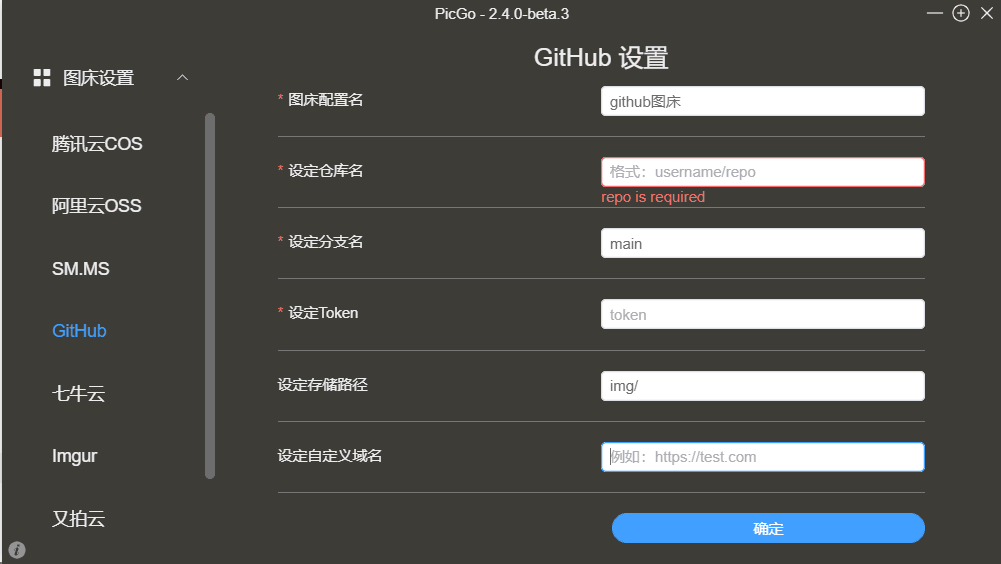 PicGo - 2.4.0-beta.3
图床设置
腾讯云COS
阿里云OSS
SM.MS
GitHub
七牛云
Imgur
又拍云
GitHub 设置
* 图床配置名
github图床
* 设定仓库名
格式：username/repo
repo is required
* 设定分支名
main
* 设定Token
token
设定存储路径
img/
设定自定义域名
例如：https://test.com
确定